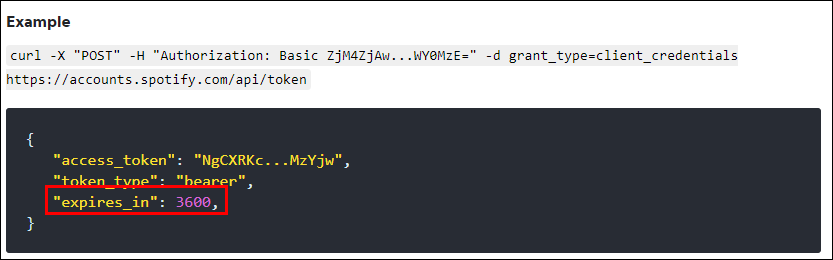 Example
curl -X "POST" -H "Authorization: Basic ZjM4ZjAw...WY0MzE=" -d grant_type=client_credentials
https://accounts.spotify.com/api/token
{
"access_token": "NgCXRKc...MzYjw",
"token_type": "bearer",
"expires_in": 3600,
}